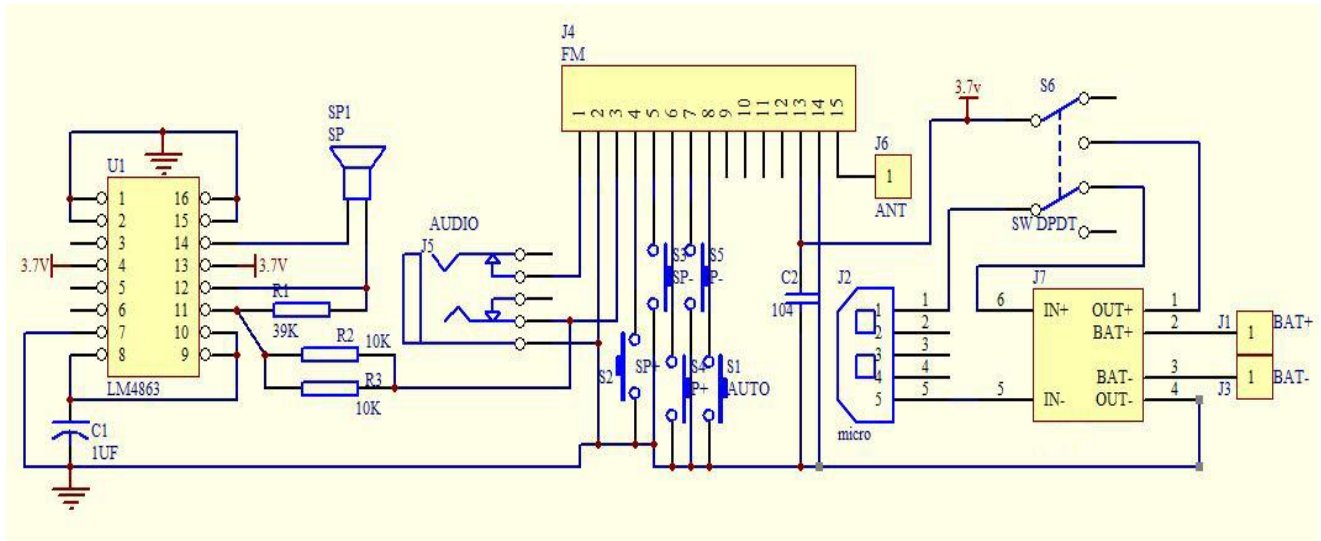 J4
FM
1 2 3 4 5 6 7 8 9 10 11 12 13 14 15
J6
1
ANT
3.7v
S6
SW DPDT
SP1
SP
U1
1 16
2 15
3 14
3.7V 4 13 3.7V
5 12
6 11
7 10
8 9
LM4863
R1
39K
R2 10K
R3
10K
C1
1UF
AUDIO
J5
S3
SP-
S5
P-
S2
SP+
S4
P+
S1
AUTO
C2
104
J2
1 1
2 2
3 3
4 4
5 5
micro
J7
6 IN+ OUT+ 1
BAT+ 2
BAT- 3
5 IN- OUT- 4
J1
1
BAT+
J3
1
BAT-